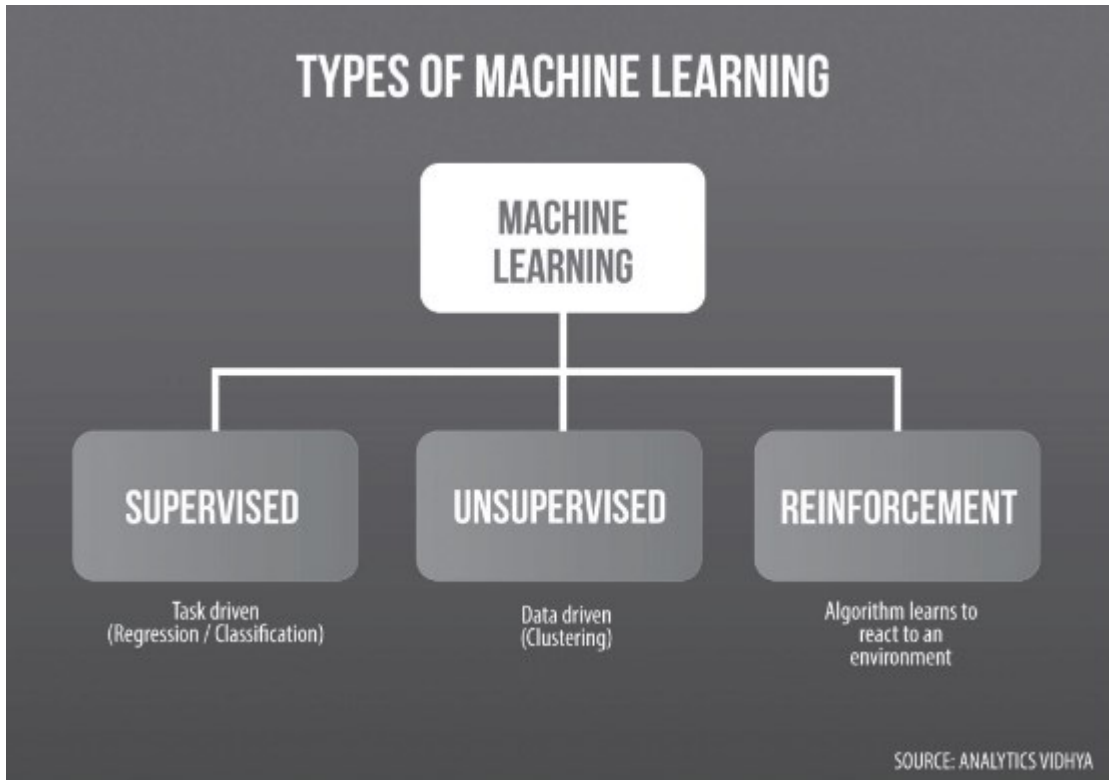 TYPES OF MACHINE LEARNING
MACHINE
LEARNING
SUPERVISED
Task driven
(Regression / Classification)
UNSUPERVISED
Data driven
(Clustering)
REINFORCEMENT
Algorithm learns to
react to an
environment
SOURCE: ANALYTICS VIDHYA